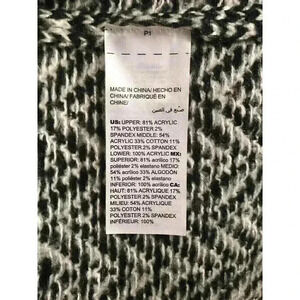 P1
MADE IN CHINA/ HECHO EN
CHINA/ FABRIQUÉ EN
CHINE/
صنع في الصين
US: UPPER: 81% ACRYLIC
17% POLYESTER 2%
SPANDEX MIDDLE: 54%
ACRYLIC 33% COTTON 11%
POLYESTER 2% SPANDEX
LOWER: 100% ACRYLIC MX:
SUPERIOR: 81% acrílico 17%
poliéster 2% elastano MEDIO:
54% acrílico 33% ALGODÓN
11% poliéster 2% elastano
INFERIOR: 100% acrílico CA:
HAUT: 81% ACRYLIQUE 17%
POLYESTER 2% SPANDEX
MILIEU: 54% ACRYLIQUE
33% COTON 11%
POLYESTER 2% SPANDEX
INFÉRIEUR: 100%